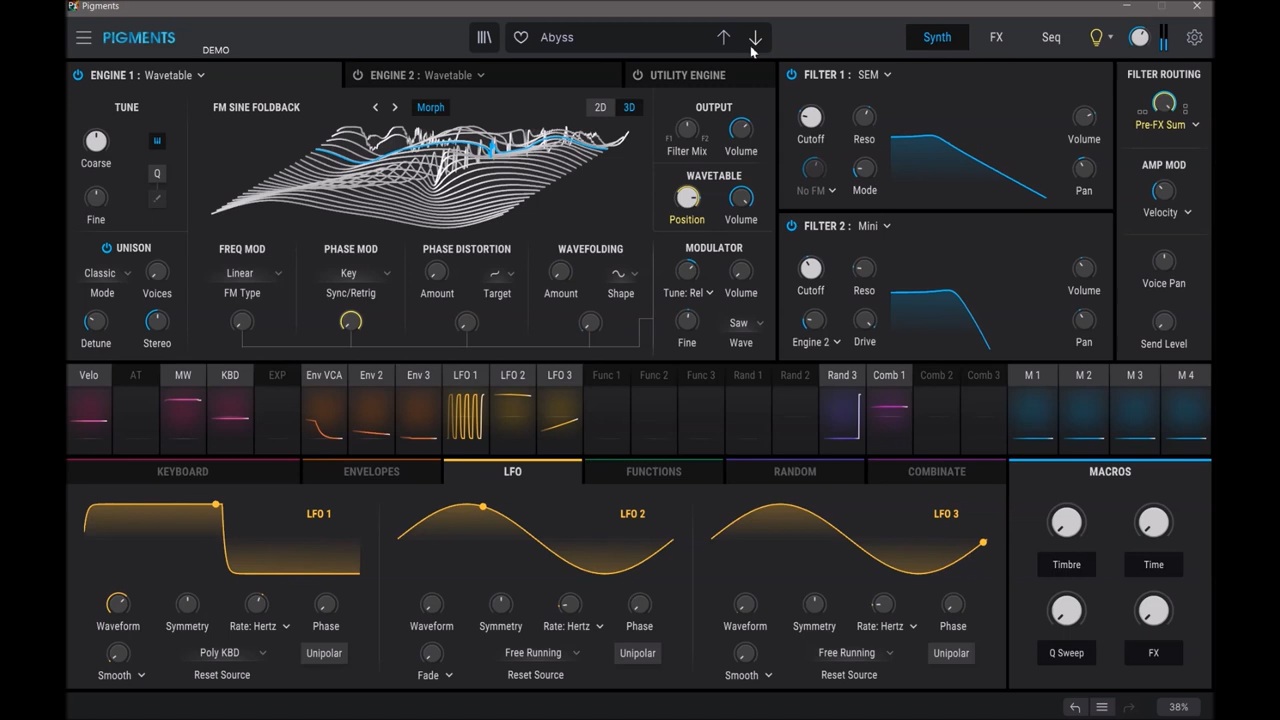 Pigments
PIGMENTS
DEMO
Abyss
Synth
FX
Seq
ENGINE 1: Wavetable
ENGINE 2: Wavetable
UTILITY ENGINE
FILTER 1: SEM
FILTER ROUTING
TUNE
FM SINE FOLDBACK
Morph
2D
3D
OUTPUT
Coarse
Q
Fine
F1
F2
Filter Mix
Volume
WAVETABLE
Position
Volume
Cutoff
Reso
Volume
No FM
Mode
Pan
Pre-FX Sum
AMP MOD
Velocity
FILTER 2: Mini
UNISON
FREQ MOD
PHASE MOD
PHASE DISTORTION
WAVEFOLDING
MODULATOR
Classic
Linear
Key
Mode
Voices
FM Type
Sync/Retrig
Amount
Target
Amount
Shape
Tune: Rel
Volume
Cutoff
Reso
Volume
Voice Pan
Saw
Detune
Stereo
Fine
Wave
Engine 2
Drive
Pan
Send Level
Velo
AT
MW
KBD
EXP
Env VCA
Env 2
Env 3
LFO 1
LFO 2
LFO 3
Func 1
Func 2
Func 3
Rand 1
Rand 2
Rand 3
Comb 1
Comb 2
Comb 3
M 1
M 2
M 3
M 4
KEYBOARD
ENVELOPES
LFO
FUNCTIONS
RANDOM
COMBINATE
MACROS
LFO 1
LFO 2
LFO 3
Timbre
Time
Waveform
Symmetry
Rate: Hertz
Phase
Waveform
Symmetry
Rate: Hertz
Phase
Waveform
Symmetry
Rate: Hertz
Phase
Poly KBD
Unipolar
Free Running
Unipolar
Free Running
Unipolar
Q Sweep
FX
Smooth
Reset Source
Fade
Reset Source
Smooth
Reset Source
38%